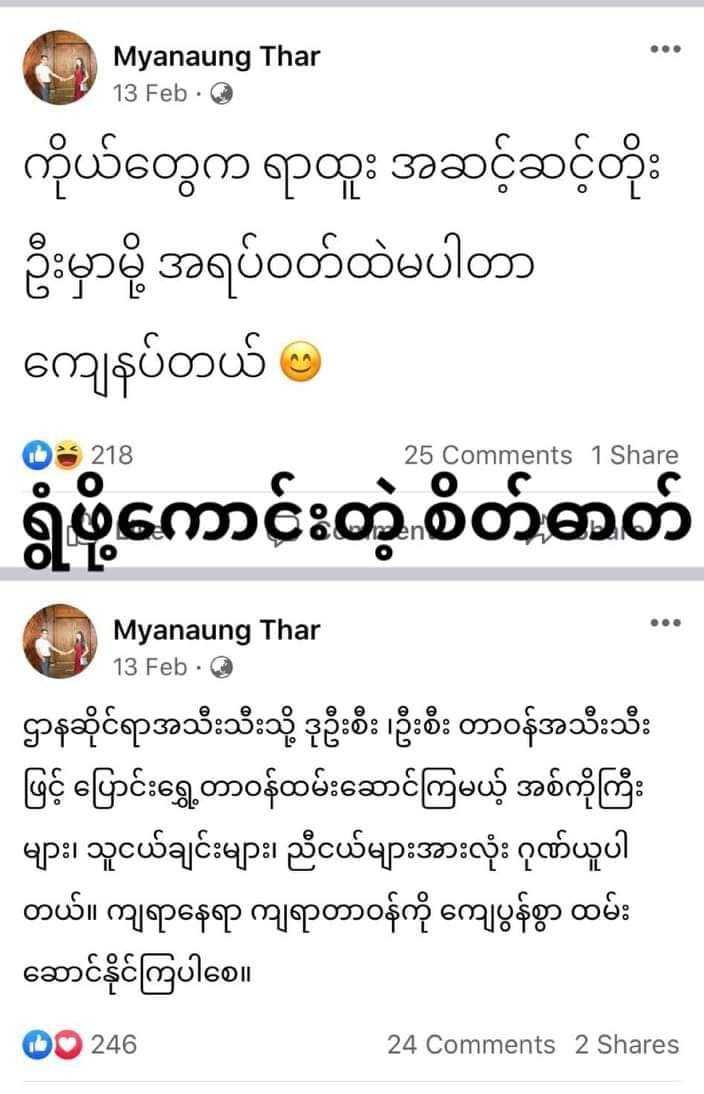 Myanaung Thar
13 Feb ·
ကိုယ်တွေက ရာထူး အဆင့်ဆင့်တိုး
ဦးမှာမို့ အရပ်ဝတ်ထဲမပါတာ
ကျေနပ်တယ် 😊
218
25 Comments 1 Share
ရွံဖို့ကောင်းတဲ့ စိတ်ဓာတ်
Like Comment Share
Myanaung Thar
13 Feb ·
ဌာနဆိုင်ရာအသီးသီးသို့ ဒုဦးစီး ၊ဦးစီး တာဝန်အသီးသီး
ဖြင့် ပြောင်းရွှေ့တာဝန်ထမ်းဆောင်ကြမယ့် အစ်ကိုကြီး
များ၊ သူငယ်ချင်းများ၊ ညီငယ်များအားလုံး ဂုဏ်ယူပါ
တယ်။ ကျရာနေရာ ကျရာတာဝန်ကို ကျေပွန်စွာ ထမ်း
ဆောင်နိုင်ကြပါစေ။
246
24 Comments 2 Shares